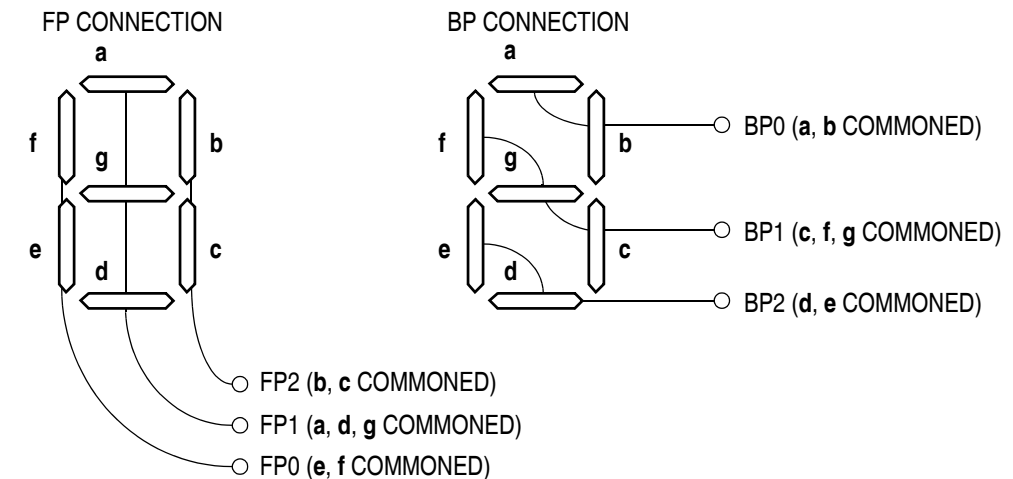 FP CONNECTION
a
f
b
g
e
c
d
FP2 (b, c COMMONED)
FP1 (a, d, g COMMONED)
FP0 (e, f COMMONED)
BP CONNECTION
a
f
b
g
e
c
d
BP0 (a, b COMMONED)
BP1 (c, f, g COMMONED)
BP2 (d, e COMMONED)